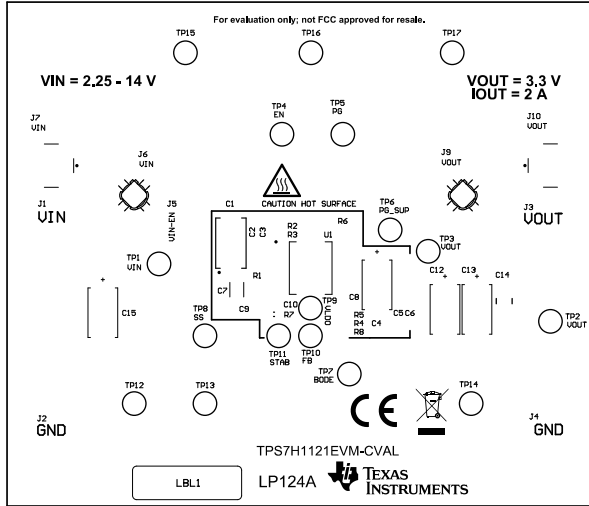 For evaluation only; not FCC approved for resale.
TP15
TP16
TP17
VIN = 2.25 - 14 V
VOUT = 3.3 V
IOUT = 2 A
TP4
EN
TP5
PG
J7
VIN
J10
VOUT
J6
VIN
J9
VOUT
CAUTION HOT SURFACE
J1
VIN
J5
VIN-EN
J3
VOUT
C1
C2
C3
R2
R3
U1
R6
TP6
PG_SUP
TP3
VOUT
TP1
VIN
R1
C7
C9
C10
TP9
VLDO
C8
C5
C6
C12
C13
C14
C15
TP8
SS
R7
R5
R4
R8
C4
TP2
VOUT
TP11
STAB
TP10
FB
TP7
BODE
TP12
TP13
TP14
CE
J2
GND
J4
GND
TPS7H1121EVM-CVAL
LBL1
LP124A
TEXAS
INSTRUMENTS